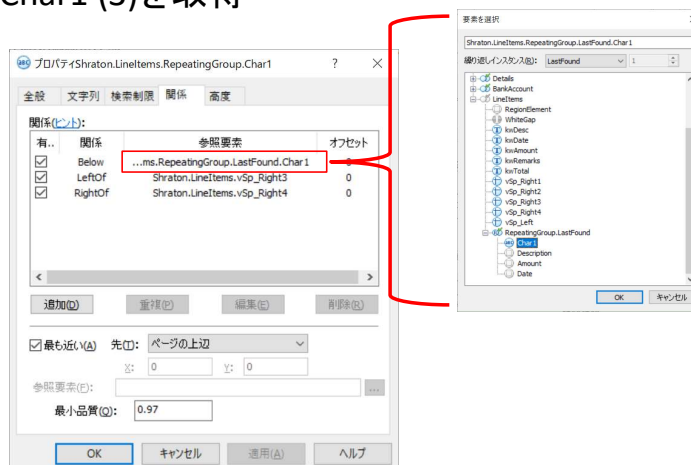 Char1 (3)を取得
プロパティShraton.LineItems.RepeatingGroup.Char1 ? ×
全般 文字列 検索制限 関係 高度
関係(ヒント):
有.. 関係 参照要素 オフセット
Below ...ms.RepeatingGroup.LastFound.Char1 0
LeftOf Shraton.LineItems.vSp_Right3 0
RightOf Shraton.LineItems.vSp_Right4 0
追加(D) 重複(P) 編集(E) 削除(R)
最も近い(A) 先(T): ページの上辺
X: 0 Y: 0
参照要素(F): ...
最小品質(Q): 0.97
OK キャンセル 適用(A) ヘルプ
要素を選択
Shraton.LineItems.RepeatingGroup.LastFound.Char1
繰り返しインスタンス(R): LastFound 1
Details
BankAccount
LineItems
RegionElement
WhiteGap
kwDesc
kwDate
kwAmount
kwRemarks
kwTotal
vSp_Right1
vSp_Right2
vSp_Right3
vSp_Right4
vSp_Left
RepeatingGroup.LastFound
Char1
Description
Amount
Date
OK キャンセル